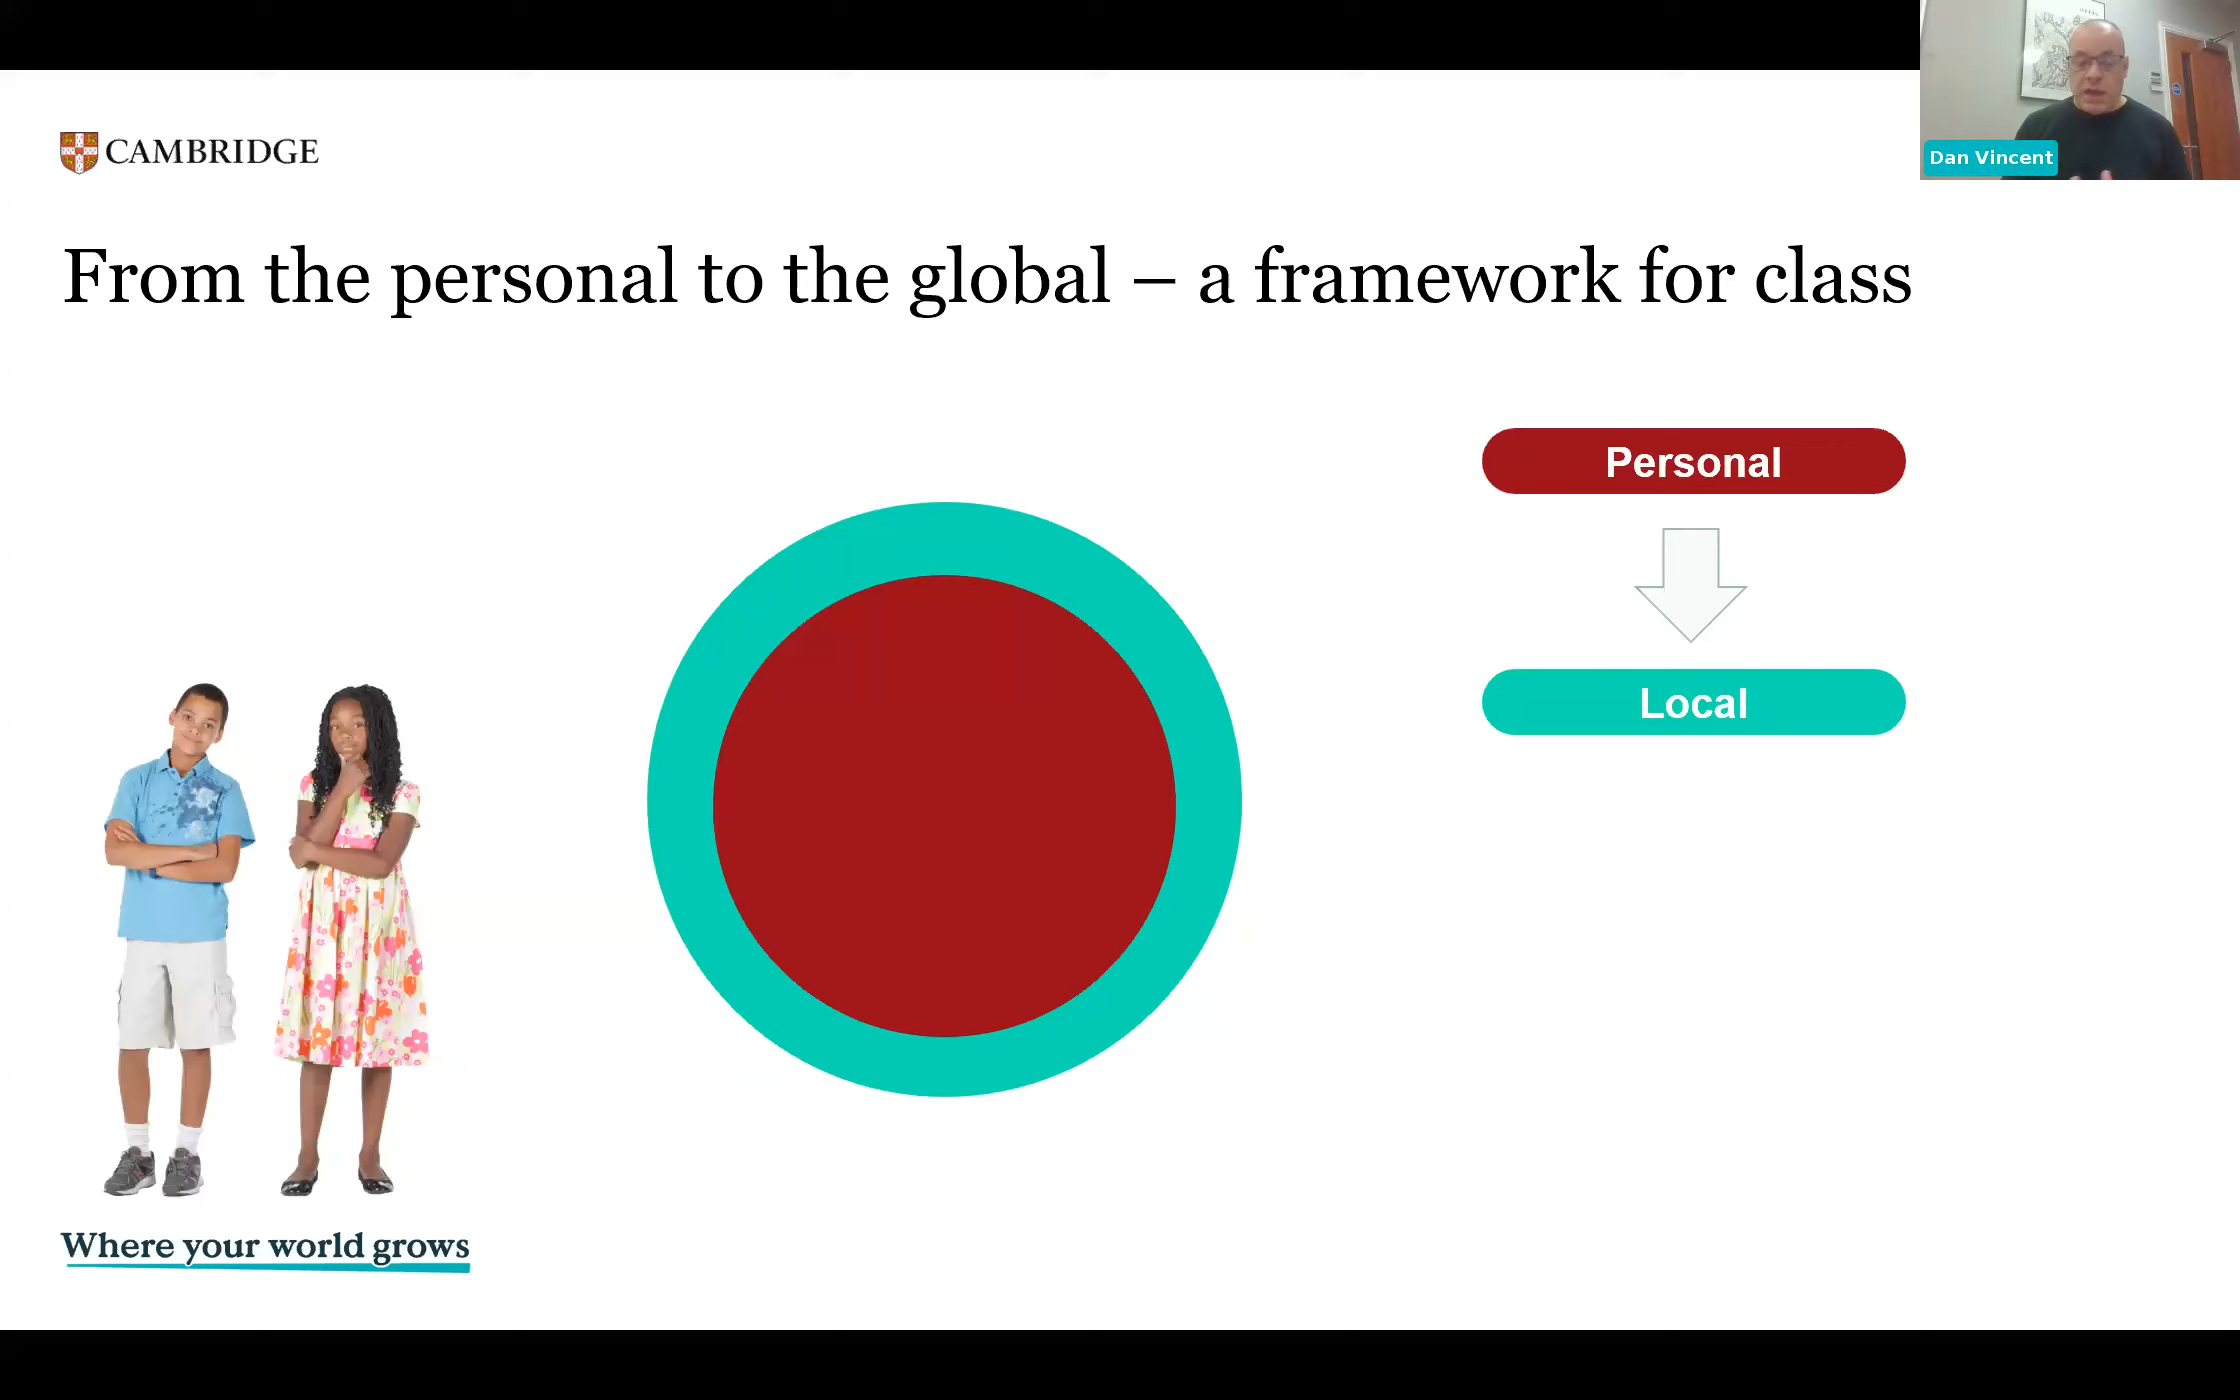 CAMBRIDGE
Dan Vincent
From the personal to the global – a framework for class
Personal
Local
Where your world grows